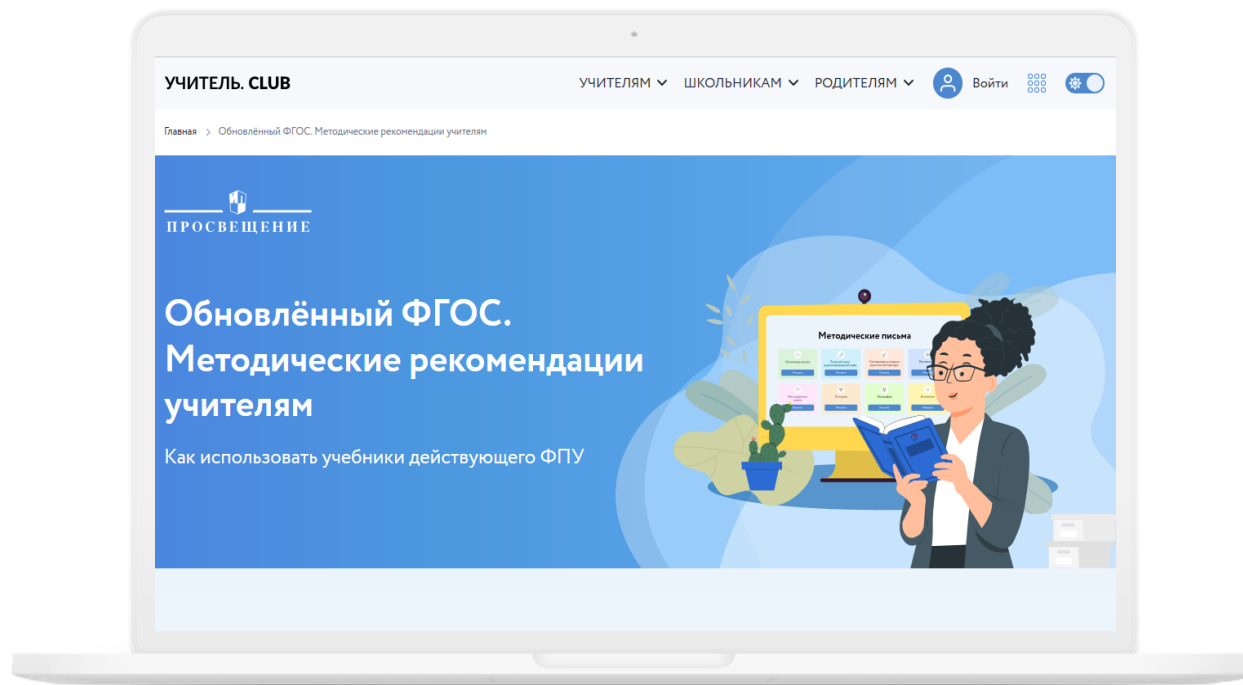 УЧИТЕЛЬ. CLUB
УЧИТЕЛЯМ
ШКОЛЬНИКАМ
РОДИТЕЛЯМ
Войти
Главная > Обновлённый ФГОС. Методические рекомендации учителям
ИП
ПРОСВЕЩЕНИЕ
Обновлённый ФГОС.
Методические рекомендации
учителям
Как использовать учебники действующего ФПУ
Методические письма